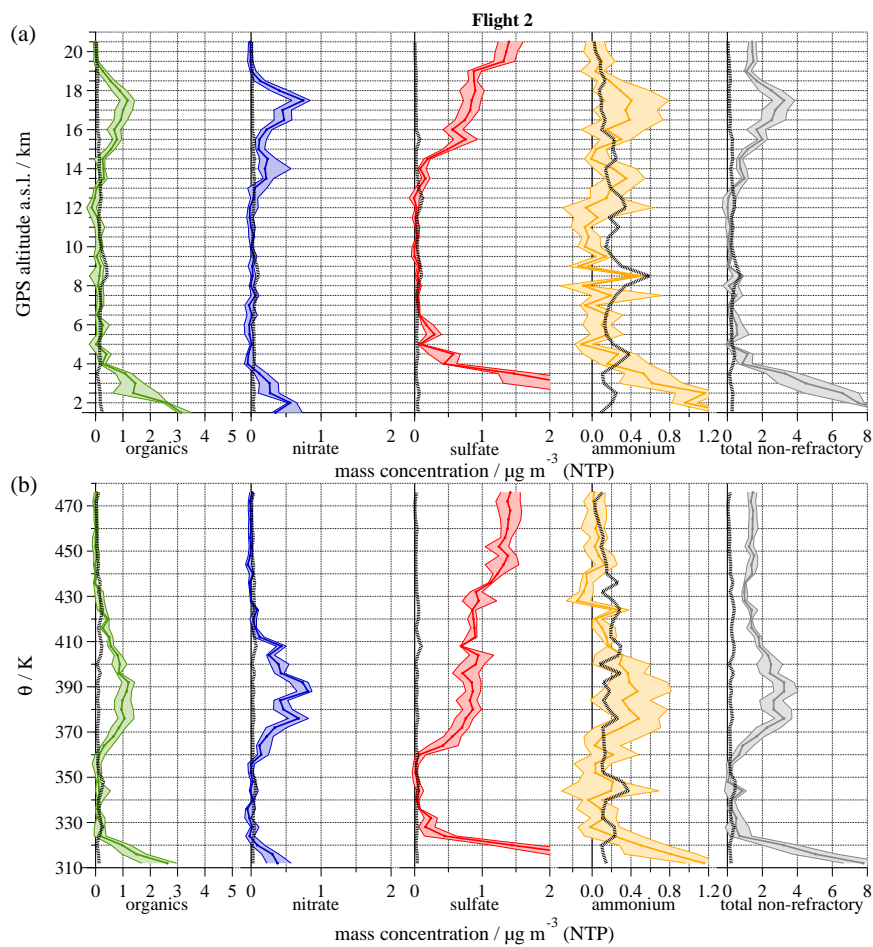 Flight 2
(a)
GPS altitude a.s.l. / km
20
18
16
14
12
10
8
6
4
2
0 1 2 3 4 5
0 1 2
0 1 2
0.0 0.4 0.8 1.2
0 4 8
organics nitrate sulfate ammonium total non-refractory
mass concentration / µg m⁻³ (NTP)
(b)
θ / K
470
450
430
410
390
370
350
330
310
0 1 2 3 4 5
0 1 2
0 1 2
0.0 0.4 0.8 1.2
0 2 4 6 8
organics nitrate sulfate ammonium total non-refractory
mass concentration / µg m⁻³ (NTP)